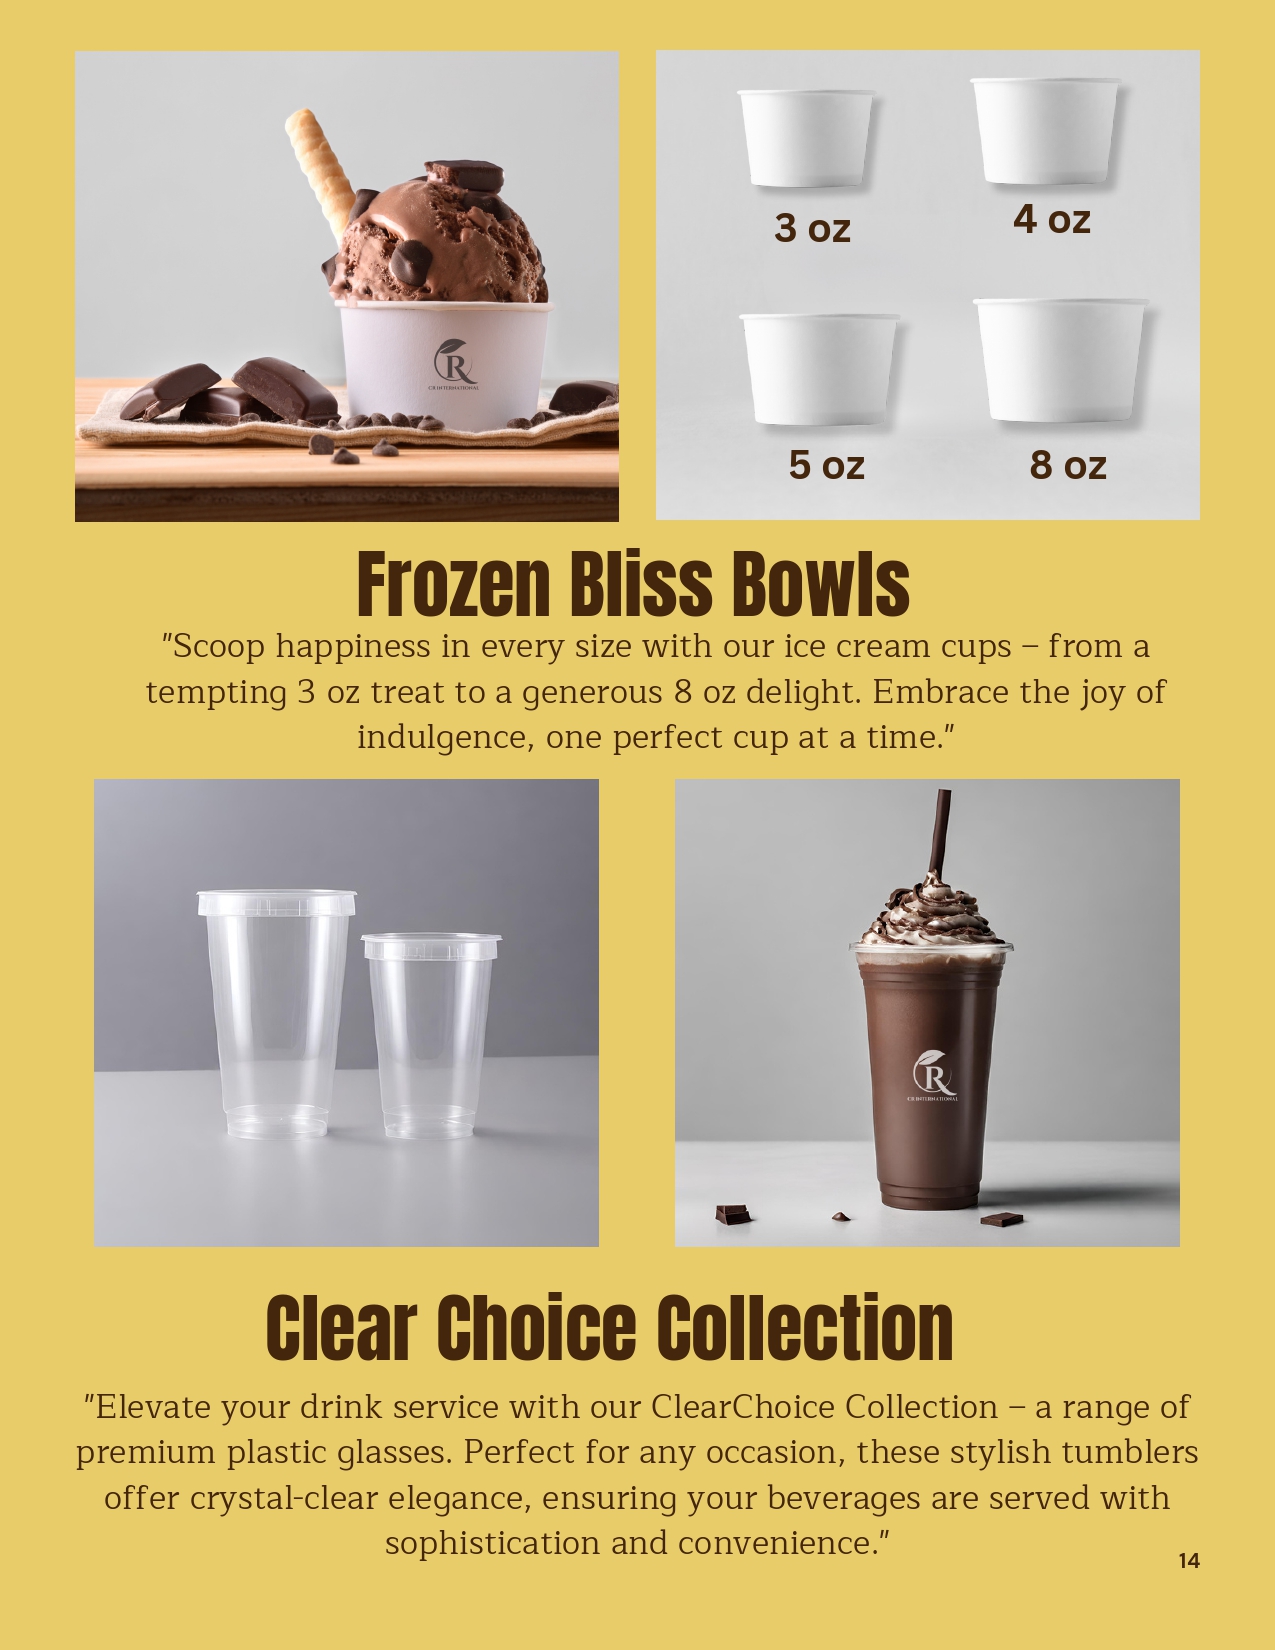 R
CR INTERNATIONAL
3 oz
4 oz
5 oz
8 oz
Frozen Bliss Bowls
"Scoop happiness in every size with our ice cream cups – from a
tempting 3 oz treat to a generous 8 oz delight. Embrace the joy of
indulgence, one perfect cup at a time."
R
CR INTERNATIONAL
Clear Choice Collection
"Elevate your drink service with our ClearChoice Collection – a range of
premium plastic glasses. Perfect for any occasion, these stylish tumblers
offer crystal-clear elegance, ensuring your beverages are served with
sophistication and convenience."
14